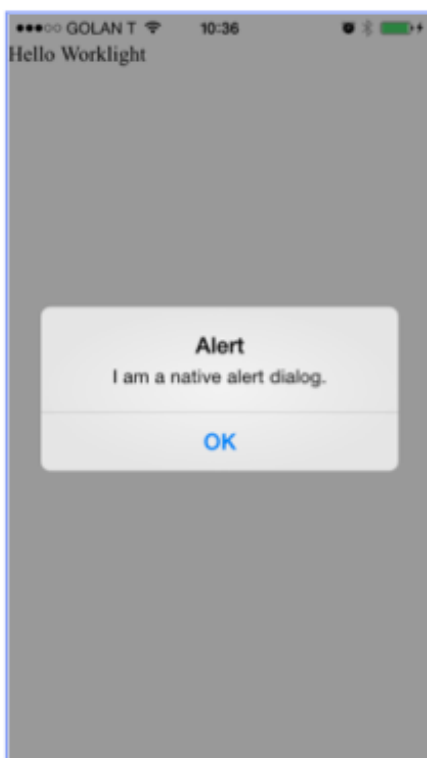 GOLAN T 10:36
Hello Worklight
Alert
I am a native alert dialog.
OK